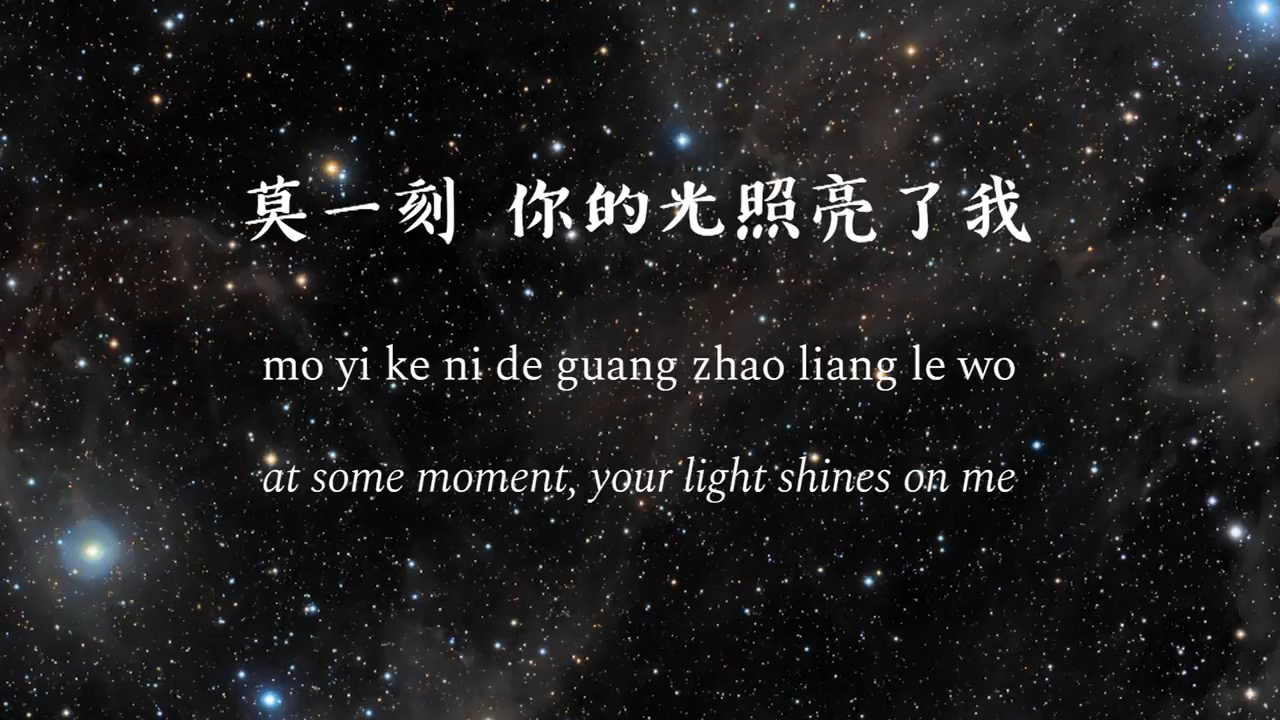 莫一刻 你的光照亮了我
mo yi ke ni de guang zhao liang le wo
at some moment, your light shines on me